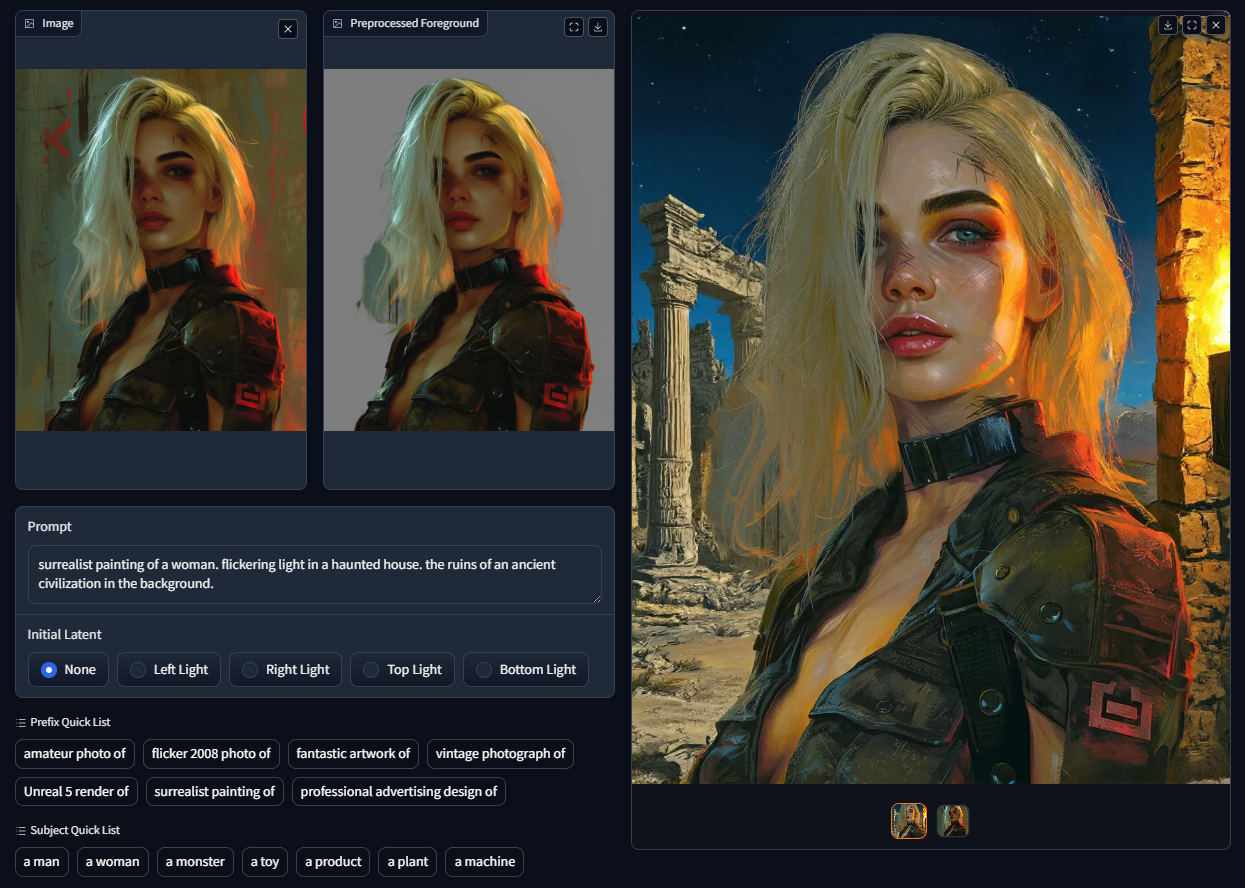 Image
Preprocessed Foreground
Prompt
surrealist painting of a woman. flickering light in a haunted house. the ruins of an ancient
civilization in the background.
Initial Latent
None
Left Light
Right Light
Top Light
Bottom Light
Prefix Quick List
amateur photo of
flicker 2008 photo of
fantastic artwork of
vintage photograph of
Unreal 5 render of
surrealist painting of
professional advertising design of
Subject Quick List
a man
a woman
a monster
a toy
a product
a plant
a machine